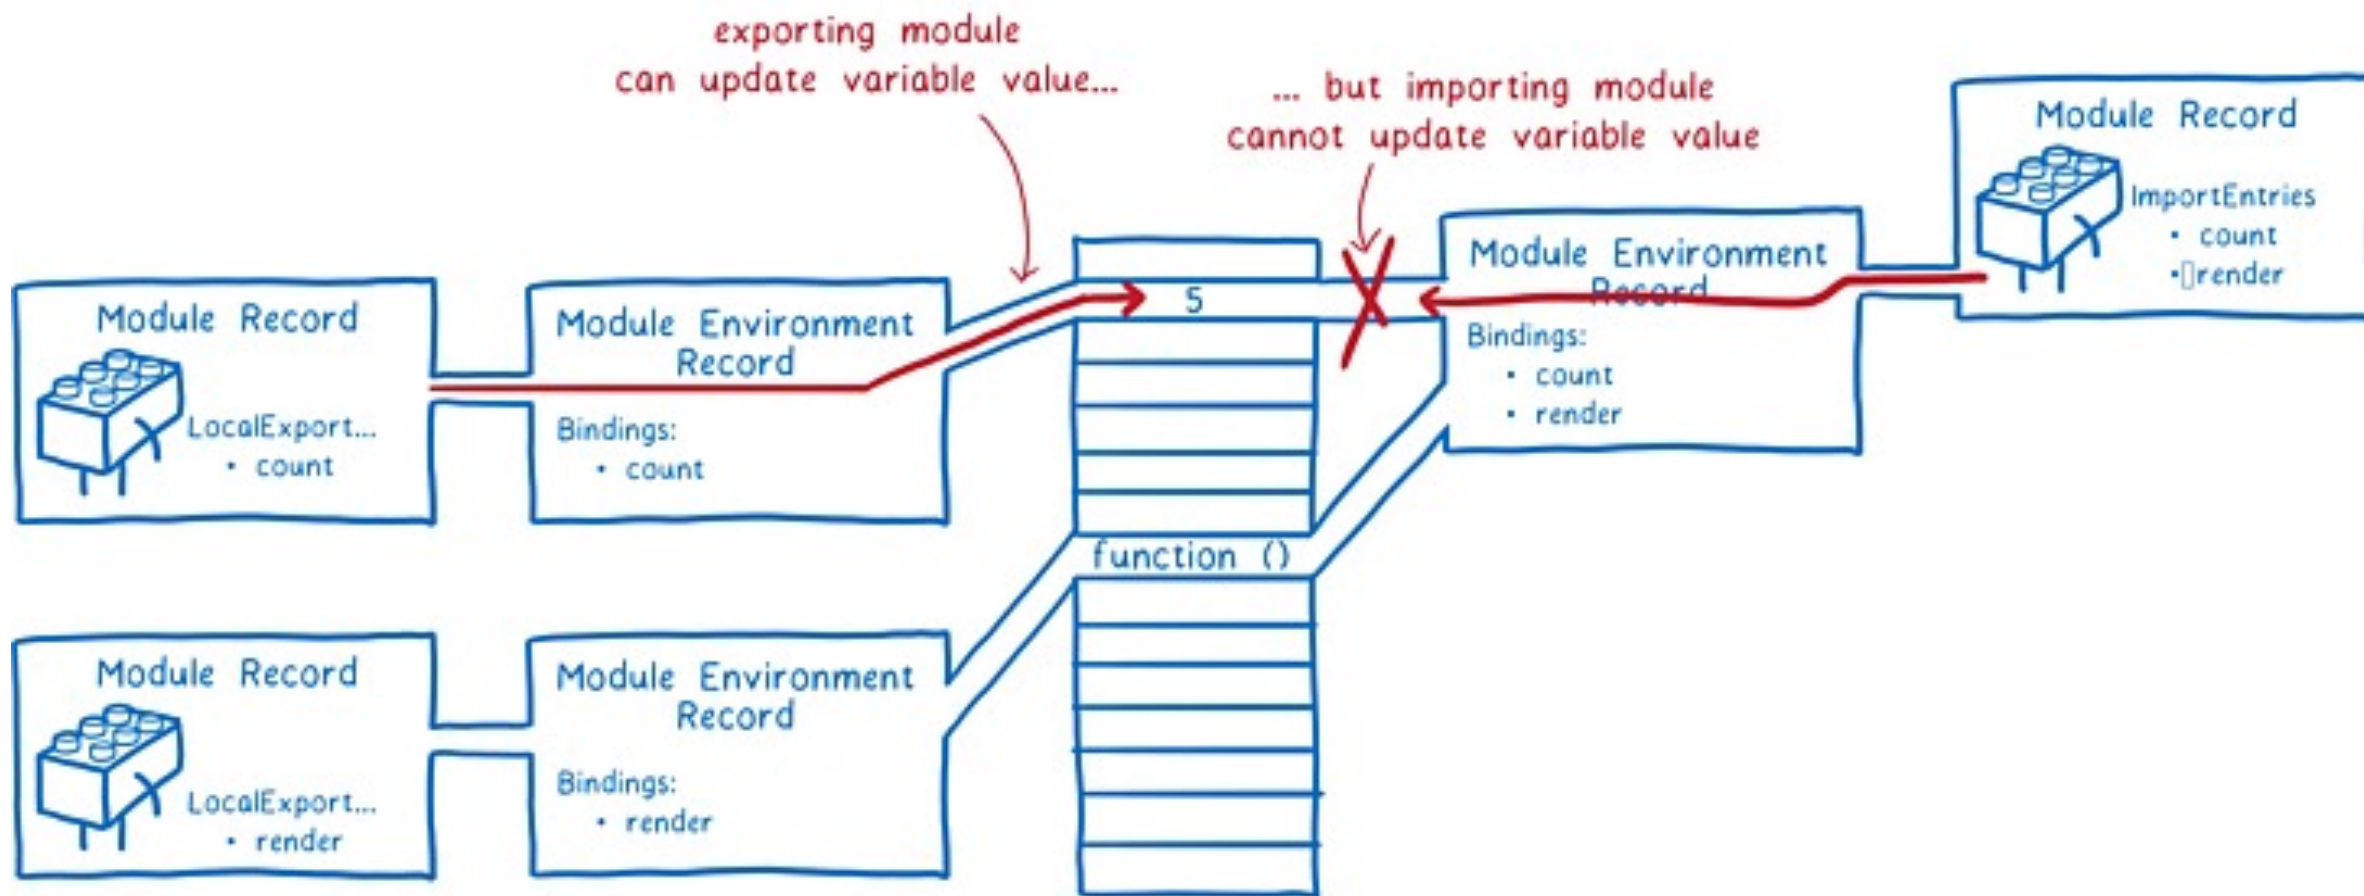 exporting module
can update variable value...
... but importing module
cannot update variable value
Module Record
ImportEntries
• count
•▯render
Module Environment
Record
Bindings:
• count
• render
5
function ()
Module Record
LocalExport...
• count
Module Environment
Record
Bindings:
• count
Module Record
LocalExport...
• render
Module Environment
Record
Bindings:
• render